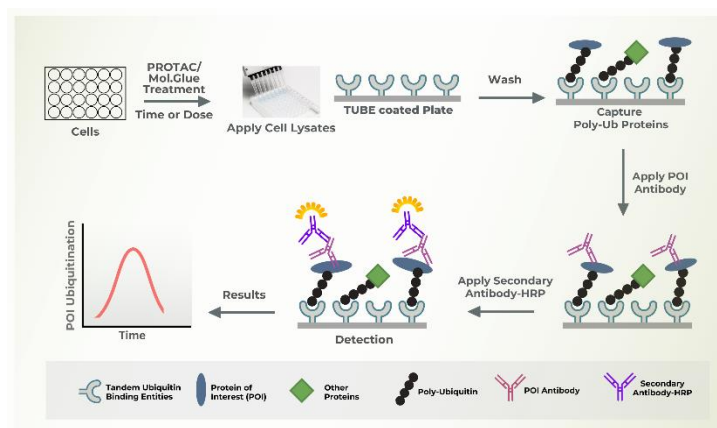 PROTAC/
Mol.Glue
Treatment
Time or Dose
Cells
Apply Cell Lysates
TUBE coated Plate
Wash
Capture
Poly-Ub Proteins
Apply POI
Antibody
Apply Secondary
Antibody-HRP
Detection
Results
POI Ubiquitination
Time
Tandem Ubiquitin
Binding Entities
Protein of
Interest (POI)
Other
Proteins
Poly-Ubiquitin
POI Antibody
Secondary
Antibody-HRP